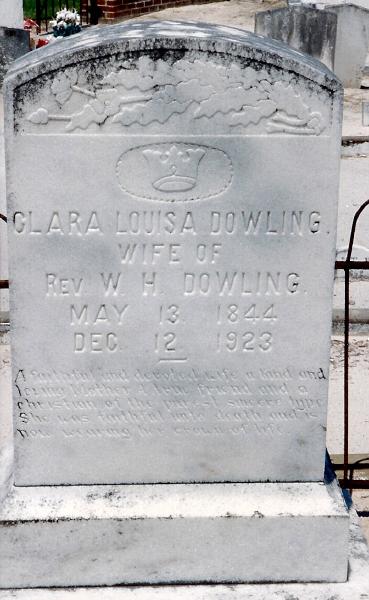 CLARA LOUISA DOWLING.
WIFE OF
REV W. H. DOWLING.
MAY 13. 1844
DEC. 12 1923
A faithful and devoted wife a kind and
loving mother a true friend and a
christian of the most sincere type
She was faithful unto death and is
now wearing her crown of